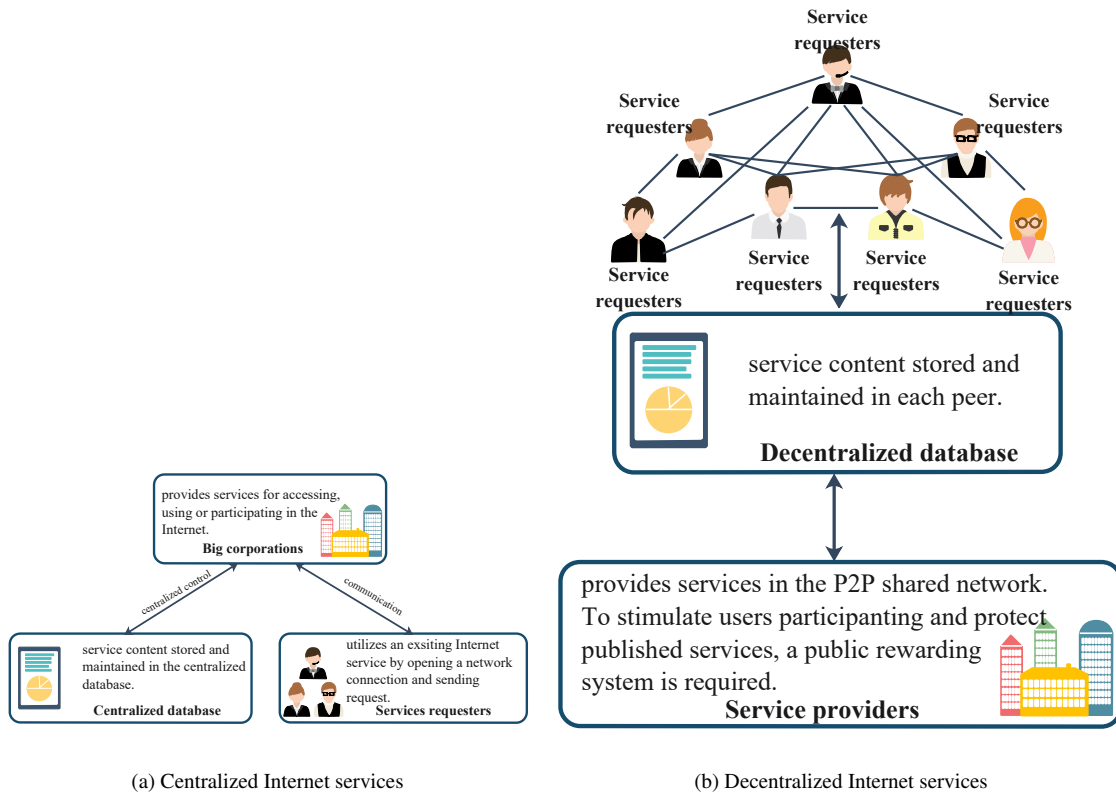 provides services for accessing,
using or participating in the
Internet.
Big corporations
centralized control
communication
service content stored and
maintained in the centralized
database.
Centralized database
utilizes an exsiting Internet
service by opening a network
connection and sending
request.
Services requesters
(a) Centralized Internet services
Service
requesters
Service
requesters
Service
requesters
Service
requesters
Service
requesters
Service
requesters
Service
requesters
service content stored and
maintained in each peer.
Decentralized database
provides services in the P2P shared network.
To stimulate users participanting and protect
published services, a public rewarding
system is required.
Service providers
(b) Decentralized Internet services